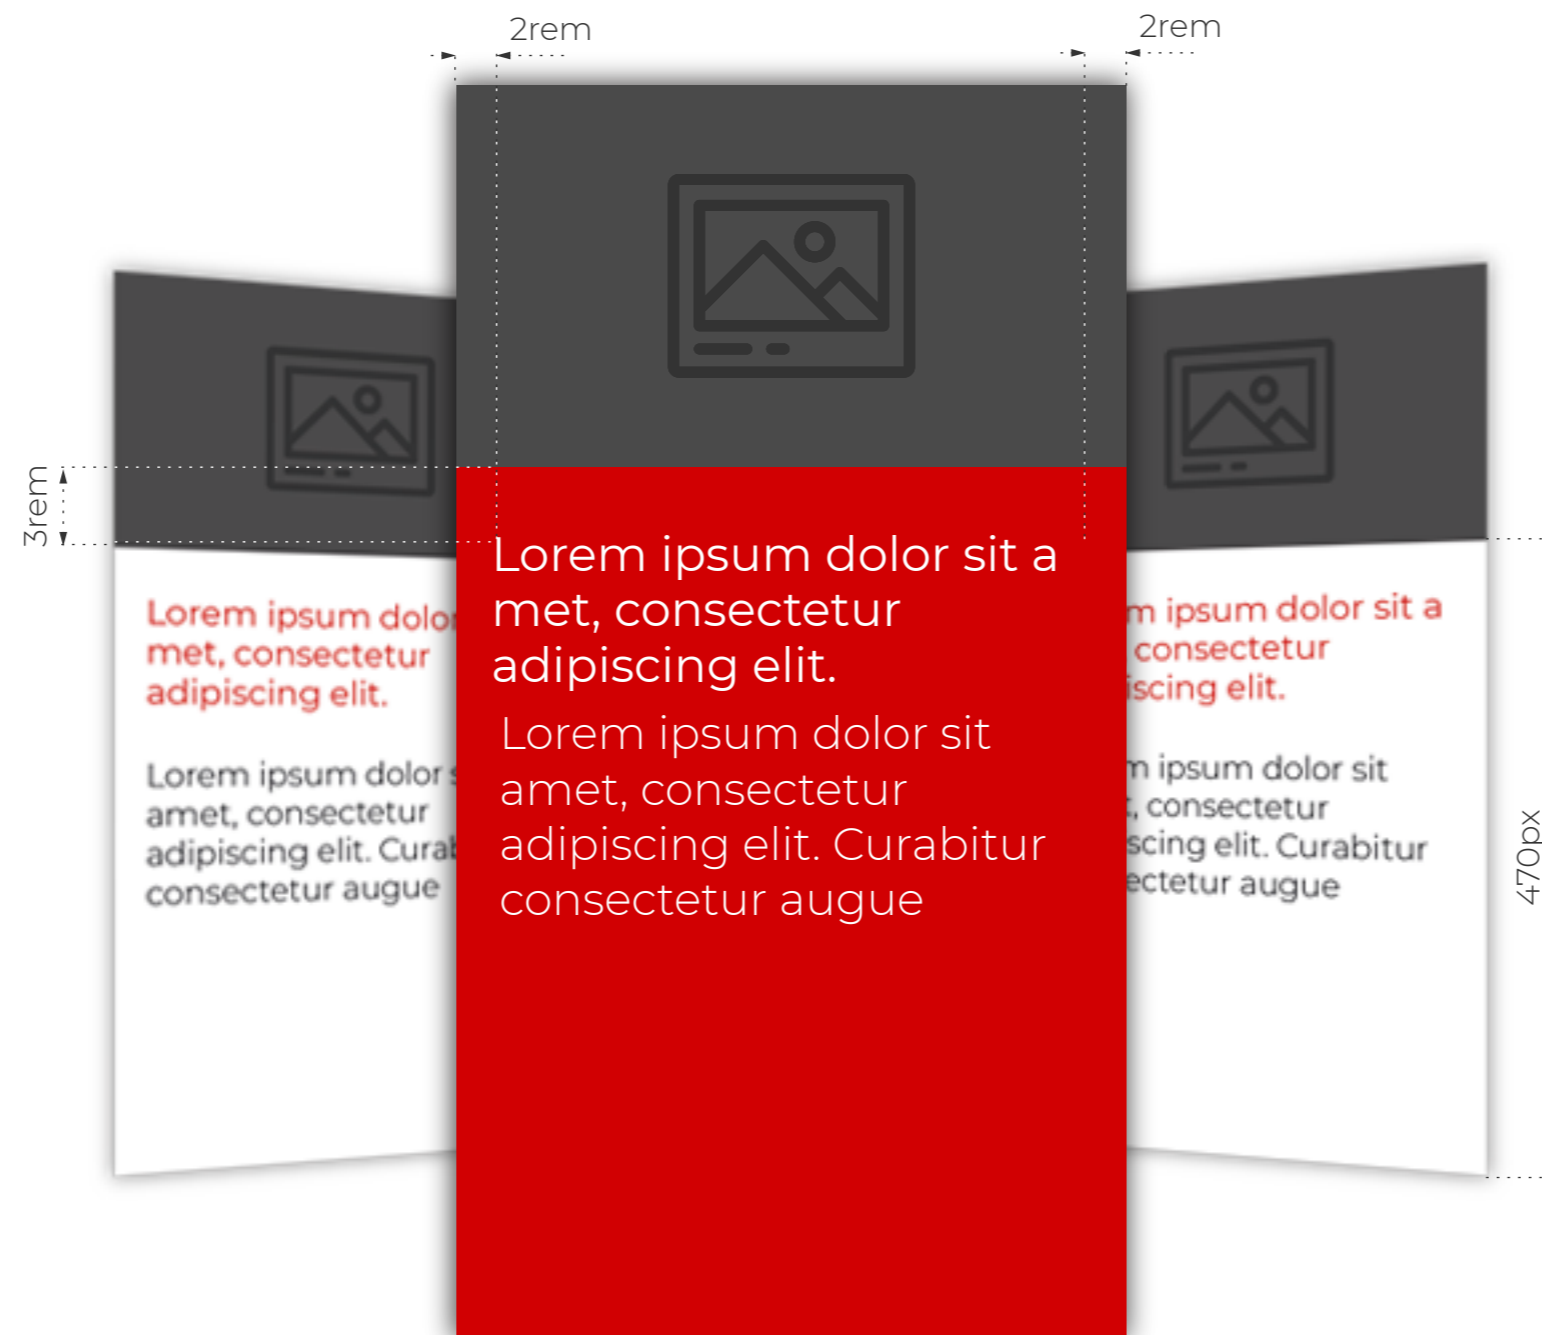 2rem
2rem
3rem
Lorem ipsum dolor sit a
met, consectetur
adipiscing elit.
Lorem ipsum dolor sit
amet, consectetur
adipiscing elit. Curabitur
consectetur augue
Lorem ipsum dolor
met, consectetur
adipiscing elit.
Lorem ipsum dolor
amet, consectetur
adipiscing elit. Curab
consectetur augue
m ipsum dolor sit a
consectetur
iscing elit.
m ipsum dolor sit
, consectetur
scing elit. Curabitur
ectetur augue
470px